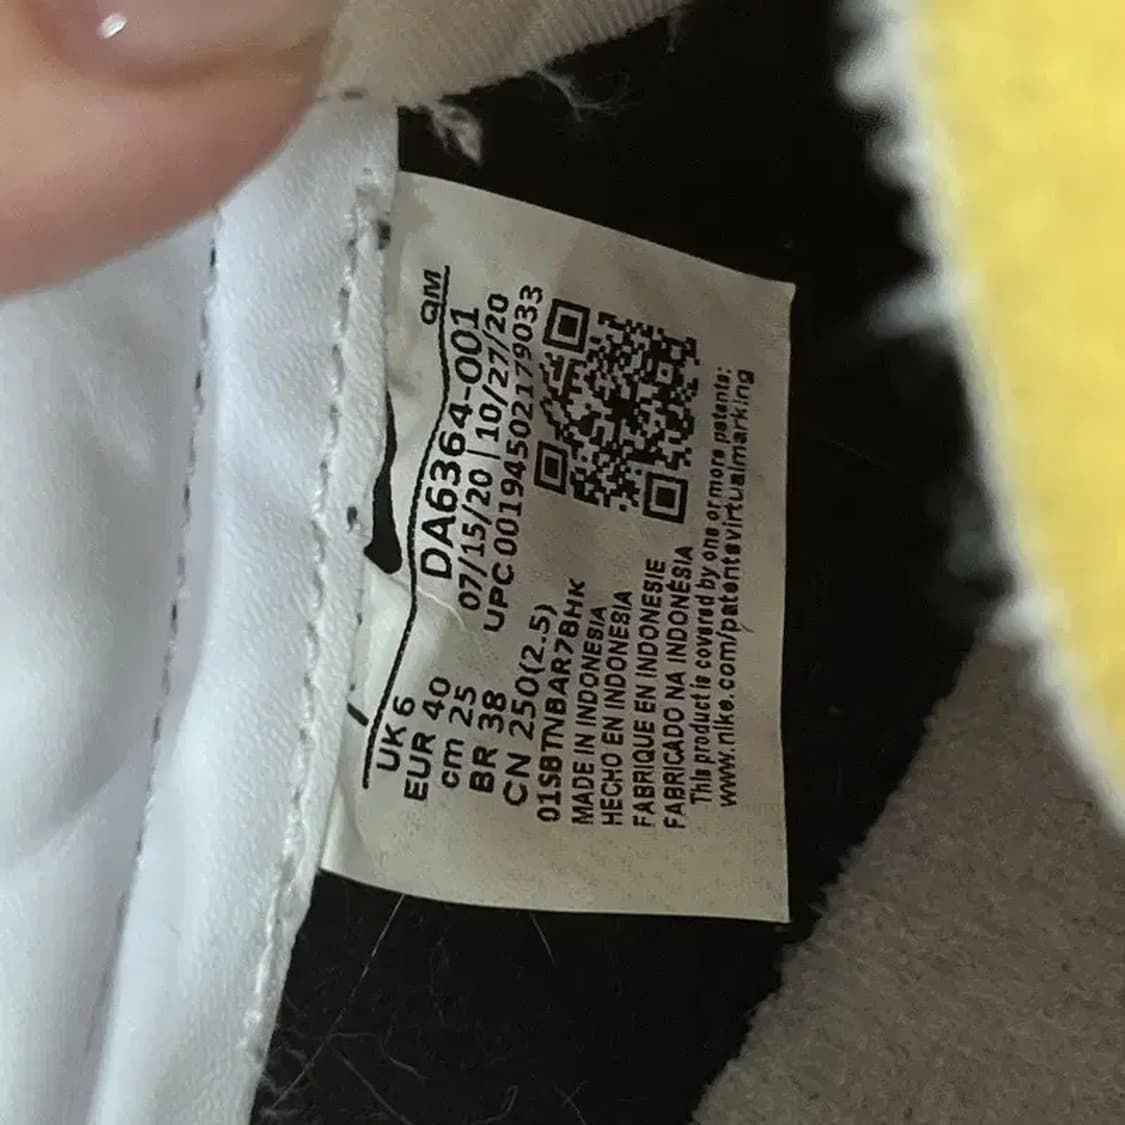 QM
UK 6
EUR 40
cm 25
BR 38
CN 250(2.5)
DA6364-001
07/15/20 | 10/27/20
UPC 00194502179033
01SBTNBAR7BHK
MADE IN INDONESIA
HECHO EN INDONESIA
FABRIQUE EN INDONESIE
FABRICADO NA INDONÉSIA
This product is covered by one or more patents:
www.nike.com/patentsvirtualmarking